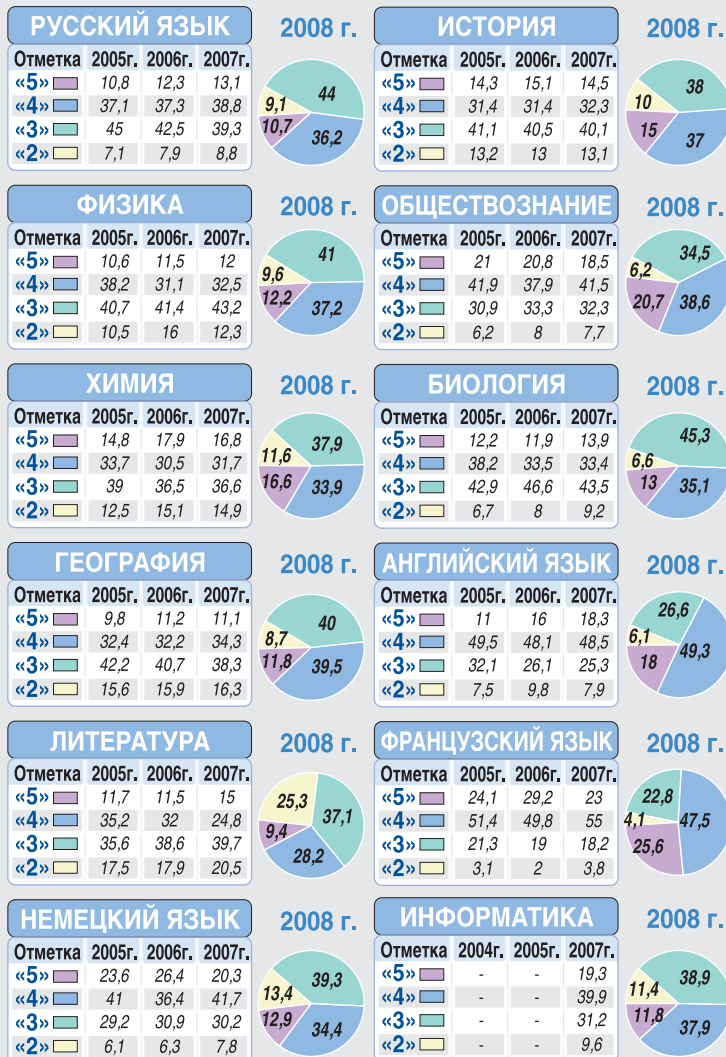 РУССКИЙ ЯЗЫК 2008 г.
Отметка 2005г. 2006г. 2007г.
«5» 10,8 12,3 13,1
«4» 37,1 37,3 38,8
«3» 45 42,5 39,3
«2» 7,1 7,9 8,8
44
9,1
10,7
36,2
ИСТОРИЯ 2008 г.
Отметка 2005г. 2006г. 2007г.
«5» 14,3 15,1 14,5
«4» 31,4 31,4 32,3
«3» 41,1 40,5 40,1
«2» 13,2 13 13,1
38
10
15
37
ФИЗИКА 2008 г.
Отметка 2005г. 2006г. 2007г.
«5» 10,6 11,5 12
«4» 38,2 31,1 32,5
«3» 40,7 41,4 43,2
«2» 10,5 16 12,3
41
9,6
12,2
37,2
ОБЩЕСТВОЗНАНИЕ 2008 г.
Отметка 2005г. 2006г. 2007г.
«5» 21 20,8 18,5
«4» 41,9 37,9 41,5
«3» 30,9 33,3 32,3
«2» 6,2 8 7,7
34,5
6,2
20,7
38,6
ХИМИЯ 2008 г.
Отметка 2005г. 2006г. 2007г.
«5» 14,8 17,9 16,8
«4» 33,7 30,5 31,7
«3» 39 36,5 36,6
«2» 12,5 15,1 14,9
37,9
11,6
16,6
33,9
БИОЛОГИЯ 2008 г.
Отметка 2005г. 2006г. 2007г.
«5» 12,2 11,9 13,9
«4» 38,2 33,5 33,4
«3» 42,9 46,6 43,5
«2» 6,7 8 9,2
45,3
6,6
13
35,1
ГЕОГРАФИЯ 2008 г.
Отметка 2005г. 2006г. 2007г.
«5» 9,8 11,2 11,1
«4» 32,4 32,2 34,3
«3» 42,2 40,7 38,3
«2» 15,6 15,9 16,3
40
8,7
11,8
39,5
АНГЛИЙСКИЙ ЯЗЫК 2008 г.
Отметка 2005г. 2006г. 2007г.
«5» 11 16 18,3
«4» 49,5 48,1 48,5
«3» 32,1 26,1 25,3
«2» 7,5 9,8 7,9
26,6
6,1
18
49,3
ЛИТЕРАТУРА 2008 г.
Отметка 2005г. 2006г. 2007г.
«5» 11,7 11,5 15
«4» 35,2 32 24,8
«3» 35,6 38,6 39,7
«2» 17,5 17,9 20,5
25,3
37,1
9,4
28,2
ФРАНЦУЗСКИЙ ЯЗЫК 2008 г.
Отметка 2005г. 2006г. 2007г.
«5» 24,1 29,2 23
«4» 51,4 49,8 55
«3» 21,3 19 18,2
«2» 3,1 2 3,8
22,8
4,1
47,5
25,6
НЕМЕЦКИЙ ЯЗЫК 2008 г.
Отметка 2005г. 2006г. 2007г.
«5» 23,6 26,4 20,3
«4» 41 36,4 41,7
«3» 29,2 30,9 30,2
«2» 6,1 6,3 7,8
39,3
13,4
12,9
34,4
ИНФОРМАТИКА 2008 г.
Отметка 2004г. 2005г. 2007г.
«5» - - 19,3
«4» - - 39,9
«3» - - 31,2
«2» - - 9,6
38,9
11,4
11,8
37,9